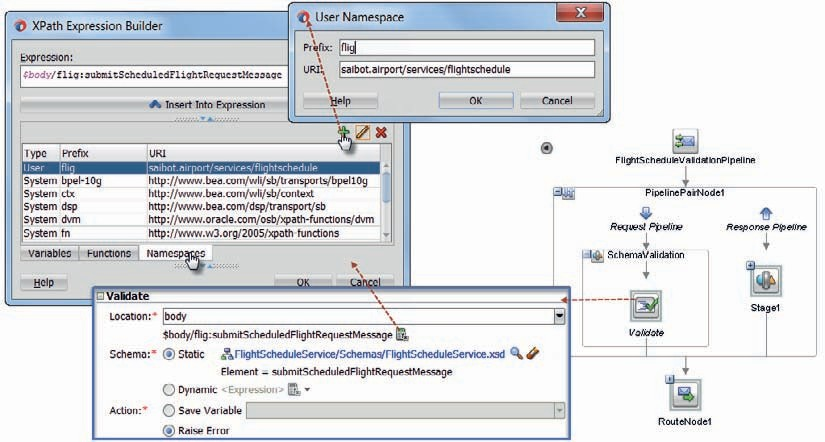 XPath Expression Builder
Expression:
$body/flig:submitScheduledFlightRequestMessage
Insert Into Expression
Type Prefix URI
User flig saibot.airport/services/flightschedule
System bpel-10g http://www.bea.com/wli/sb/transports/bpel10g
System ctx http://www.bea.com/wli/sb/context
System dsp http://www.bea.com/dsp/transport/sb
System dvm http://www.oracle.com/osb/xpath-functions/dvm
System fn http://www.w3.org/2005/xpath-functions
Variables Functions Namespaces
Help OK Cancel
User Namespace
Prefix: flig
URI: saibot.airport/services/flightschedule
Help OK Cancel
Validate
Location:* body
$body/flig:submitScheduledFlightRequestMessage
Schema:* Static FlightScheduleService/Schemas/FlightScheduleService.xsd
Element = submitScheduledFlightRequestMessage
Dynamic <Expression>
Action:* Save Variable
Raise Error
FlightScheduleValidationPipeline
PipelinePairNode1
Request Pipeline Response Pipeline
SchemaValidation
Validate
Stage1
RouteNode1